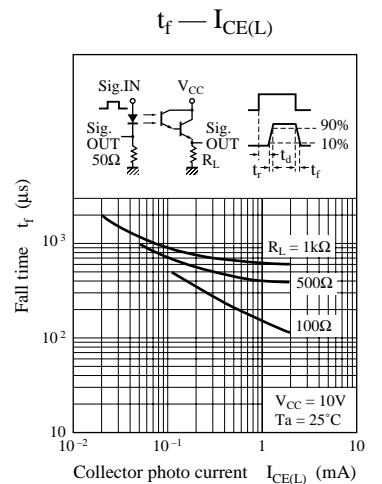 t_f — I_CE(L)
Sig.IN
V_CC
Sig.
OUT
50Ω
Sig.
OUT
R_L
90%
10%
t_d
t_r
t_f
Fall time t_f (µs)
10^3
10^2
10
R_L = 1kΩ
500Ω
100Ω
V_CC = 10V
Ta = 25˚C
10^−2
10^−1
1
10
Collector photo current I_CE(L) (mA)